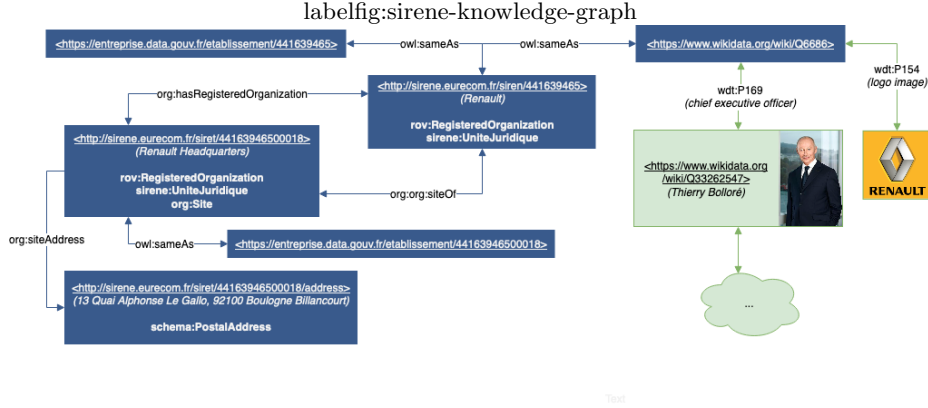 labelfig:sirene-knowledge-graph
<https://entreprise.data.gouv.fr/etablissement/441639465>
owl:sameAs
owl:sameAs
<https://www.wikidata.org/wiki/Q6686>
wdt:P154
(logo image)
<http://sirene.eurecom.fr/siren/441639465>
(Renault)
rov:RegisteredOrganization
sirene:UniteJuridique
org:hasRegisteredOrganization
wdt:P169
(chief executive officer)
<http://sirene.eurecom.fr/siret/44163946500018>
(Renault Headquarters)
rov:RegisteredOrganization
sirene:UniteJuridique
org:Site
<https://www.wikidata.org
/wiki/Q33262547>
(Thierry Bolloré)
RENAULT
org:org:siteOf
org:siteAddress
owl:sameAs
<https://entreprise.data.gouv.fr/etablissement/44163946500018>
<http://sirene.eurecom.fr/siret/44163946500018/address>
(13 Quai Alphonse Le Gallo, 92100 Boulogne Billancourt)
schema:PostalAddress
...
Text